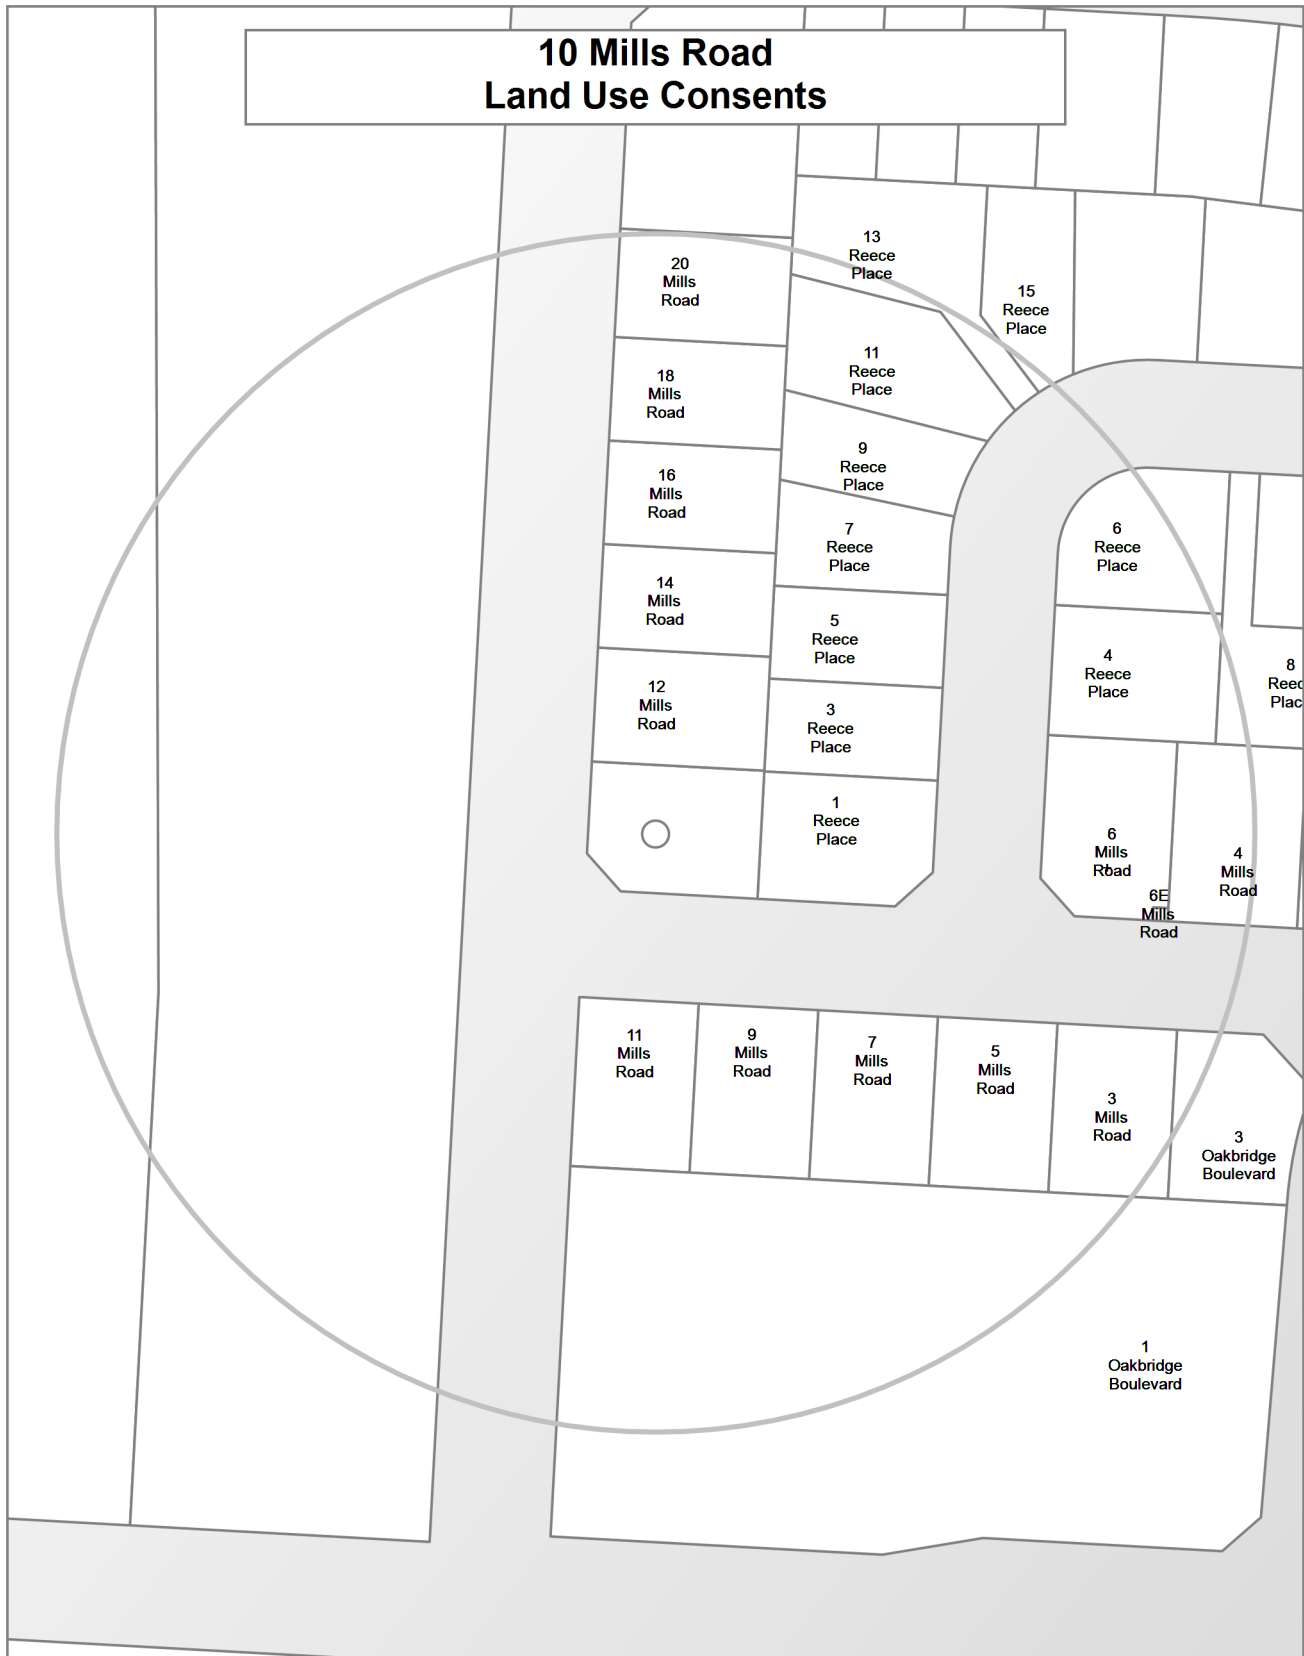 10 Mills Road
Land Use Consents
13
Reece
Place
20
Mills
Road
15
Reece
Place
11
Reece
Place
18
Mills
Road
9
Reece
Place
16
Mills
Road
7
Reece
Place
6
Reece
Place
14
Mills
Road
5
Reece
Place
4
Reece
Place
8
Reec
Plac
12
Mills
Road
3
Reece
Place
1
Reece
Place
6
Mills
Road
4
Mills
Road
6E
Mills
Road
11
Mills
Road
9
Mills
Road
7
Mills
Road
5
Mills
Road
3
Mills
Road
3
Oakbridge
Boulevard
1
Oakbridge
Boulevard